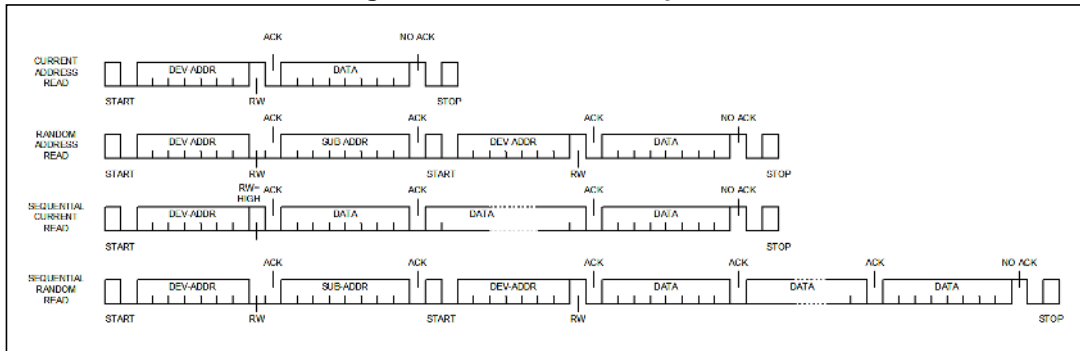 ACK NO ACK
CURRENT ADDRESS READ
DEV-ADDR DATA
START RW STOP
ACK ACK ACK NO ACK
RANDOM ADDRESS READ
DEV-ADDR SUB-ADDR DEV-ADDR DATA
START RW START RW STOP
RW= HIGH ACK ACK ACK NO ACK
SEQUENTIAL CURRENT READ
DEV-ADDR DATA DATA DATA
START STOP
ACK ACK ACK ACK ACK NO ACK
SEQUENTIAL RANDOM READ
DEV-ADDR SUB-ADDR DEV-ADDR DATA DATA DATA
START RW START RW STOP